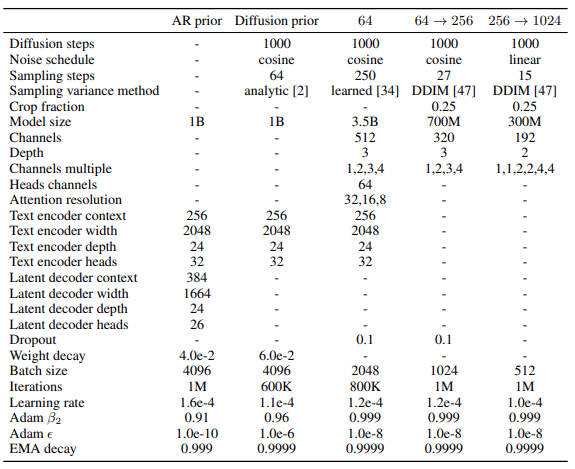 AR prior Diffusion prior 64 64 → 256 256 → 1024
Diffusion steps - 1000 1000 1000 1000
Noise schedule - cosine cosine cosine linear
Sampling steps - 64 250 27 15
Sampling variance method - analytic [2] learned [34] DDIM [47] DDIM [47]
Crop fraction - - - 0.25 0.25
Model size 1B 1B 3.5B 700M 300M
Channels - - 512 320 192
Depth - - 3 3 2
Channels multiple - - 1,2,3,4 1,2,3,4 1,1,2,2,4,4
Heads channels - - 64 - -
Attention resolution - - 32,16,8 - -
Text encoder context 256 256 256 - -
Text encoder width 2048 2048 2048 - -
Text encoder depth 24 24 24 - -
Text encoder heads 32 32 32 - -
Latent decoder context 384 - - - -
Latent decoder width 1664 - - - -
Latent decoder depth 24 - - - -
Latent decoder heads 26 - - - -
Dropout - - 0.1 0.1 -
Weight decay 4.0e-2 6.0e-2 - - -
Batch size 4096 4096 2048 1024 512
Iterations 1M 600K 800K 1M 1M
Learning rate 1.6e-4 1.1e-4 1.2e-4 1.2e-4 1.0e-4
Adam β₂ 0.91 0.96 0.999 0.999 0.999
Adam ϵ 1.0e-10 1.0e-6 1.0e-8 1.0e-8 1.0e-8
EMA decay 0.999 0.9999 0.9999 0.9999 0.9999